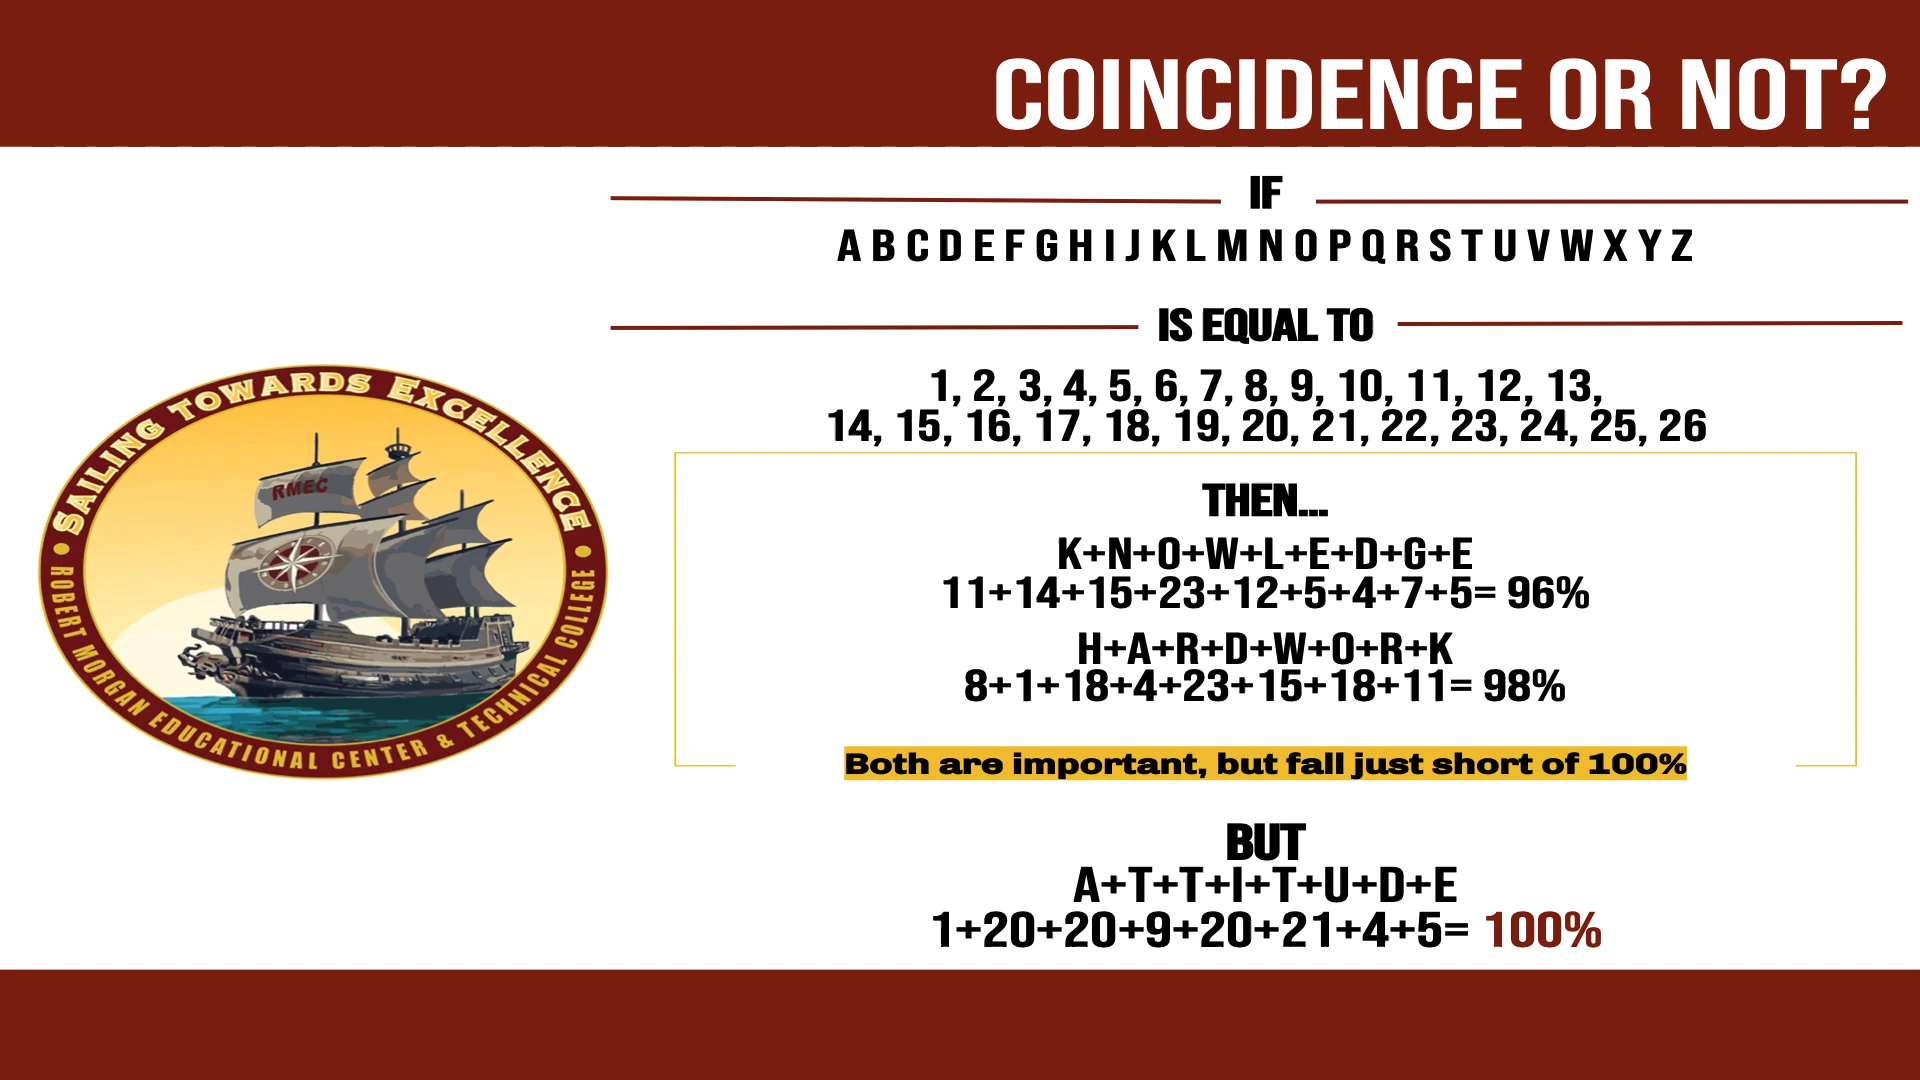 COINCIDENCE OR NOT?
IF
A B C D E F G H I J K L M N O P Q R S T U V W X Y Z
IS EQUAL TO
1, 2, 3, 4, 5, 6, 7, 8, 9, 10, 11, 12, 13,
14, 15, 16, 17, 18, 19, 20, 21, 22, 23, 24, 25, 26
THEN...
K+N+O+W+L+E+D+G+E
11+14+15+23+12+5+4+7+5= 96%
H+A+R+D+W+O+R+K
8+1+18+4+23+15+18+11= 98%
Both are important, but fall just short of 100%
BUT
A+T+T+I+T+U+D+E
1+20+20+9+20+21+4+5= 100%
SAILING TOWARDS EXCELLENCE
RMEC
ROBERT MORGAN EDUCATIONAL CENTER & TECHNICAL COLLEGE